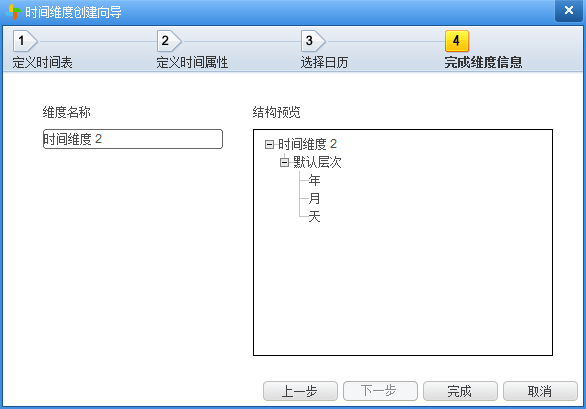 时间维度创建向导
1 2 3 4
定义时间表 定义时间属性 选择日历 完成维度信息
维度名称 结构预览
时间维度 2
时间维度 2
默认层次
年
月
天
上一步 下一步 完成 取消